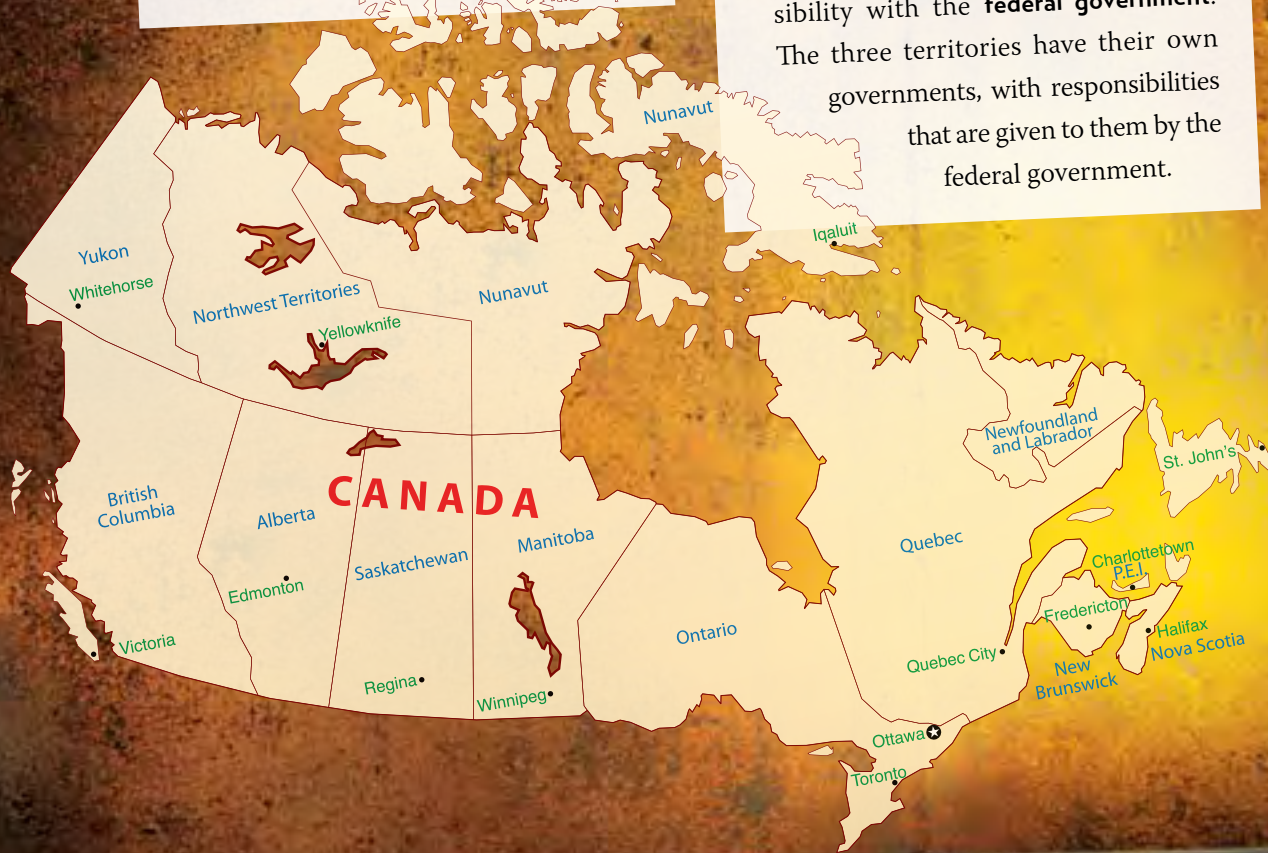 sibility with the federal government.
The three territories have their own
governments, with responsibilities
that are given to them by the
federal government.
Nunavut
Iqaluit
Yukon
Whitehorse
Northwest Territories
Yellowknife
Nunavut
Newfoundland
and Labrador
St. John's
CANADA
British
Columbia
Alberta
Saskatchewan
Manitoba
Quebec
Charlottetown
P.E.I.
Edmonton
Fredericton
Ontario
Halifax
Nova Scotia
Victoria
Quebec City
New
Brunswick
Regina
Winnipeg
Ottawa
Toronto